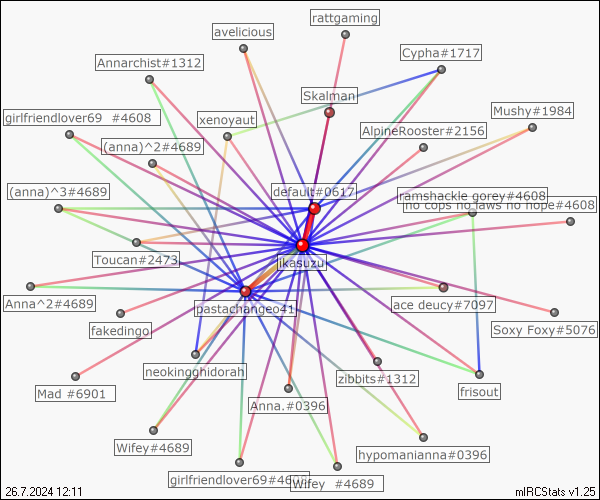 rattgaming
avelicious
Cypha#1717
Annarchist#1312
Skalman
Mushy#1984
girlfriendlover69 #4608
xenoyaut
AlpineRooster#2156
(anna)^2#4689
(anna)^3#4689
default#0617
ramshackle gorey#4608
no cops no laws no hope#4608
Toucan#2473
ikasuzu
Anna^2#4689
pastachangeo41
ace deucy#7097
fakedingo
Soxy Foxy#5076
neokingghidorah
zibbits#1312
Mad #6901
frisout
Anna.#0396
Wifey#4689
hypomanianna#0396
girlfriendlover69#4608
Wifey #4689
26.7.2024 12:11
mIRCStats v1.25